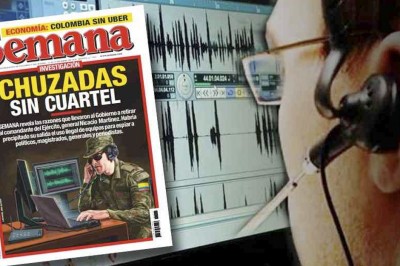 ECONOMÍA: COLOMBIA SIN UBER
Semana
INVESTIGACIÓN
CHUZADAS
SIN CUARTEL
SEMANA revela las razones que llevaron al Gobierno a retirar
al comandante del Ejército, general Nicacio Martínez. Habría
precipitado su salida el uso ilegal de equipos para espiar a
políticos, magistrados, generales y periodistas.